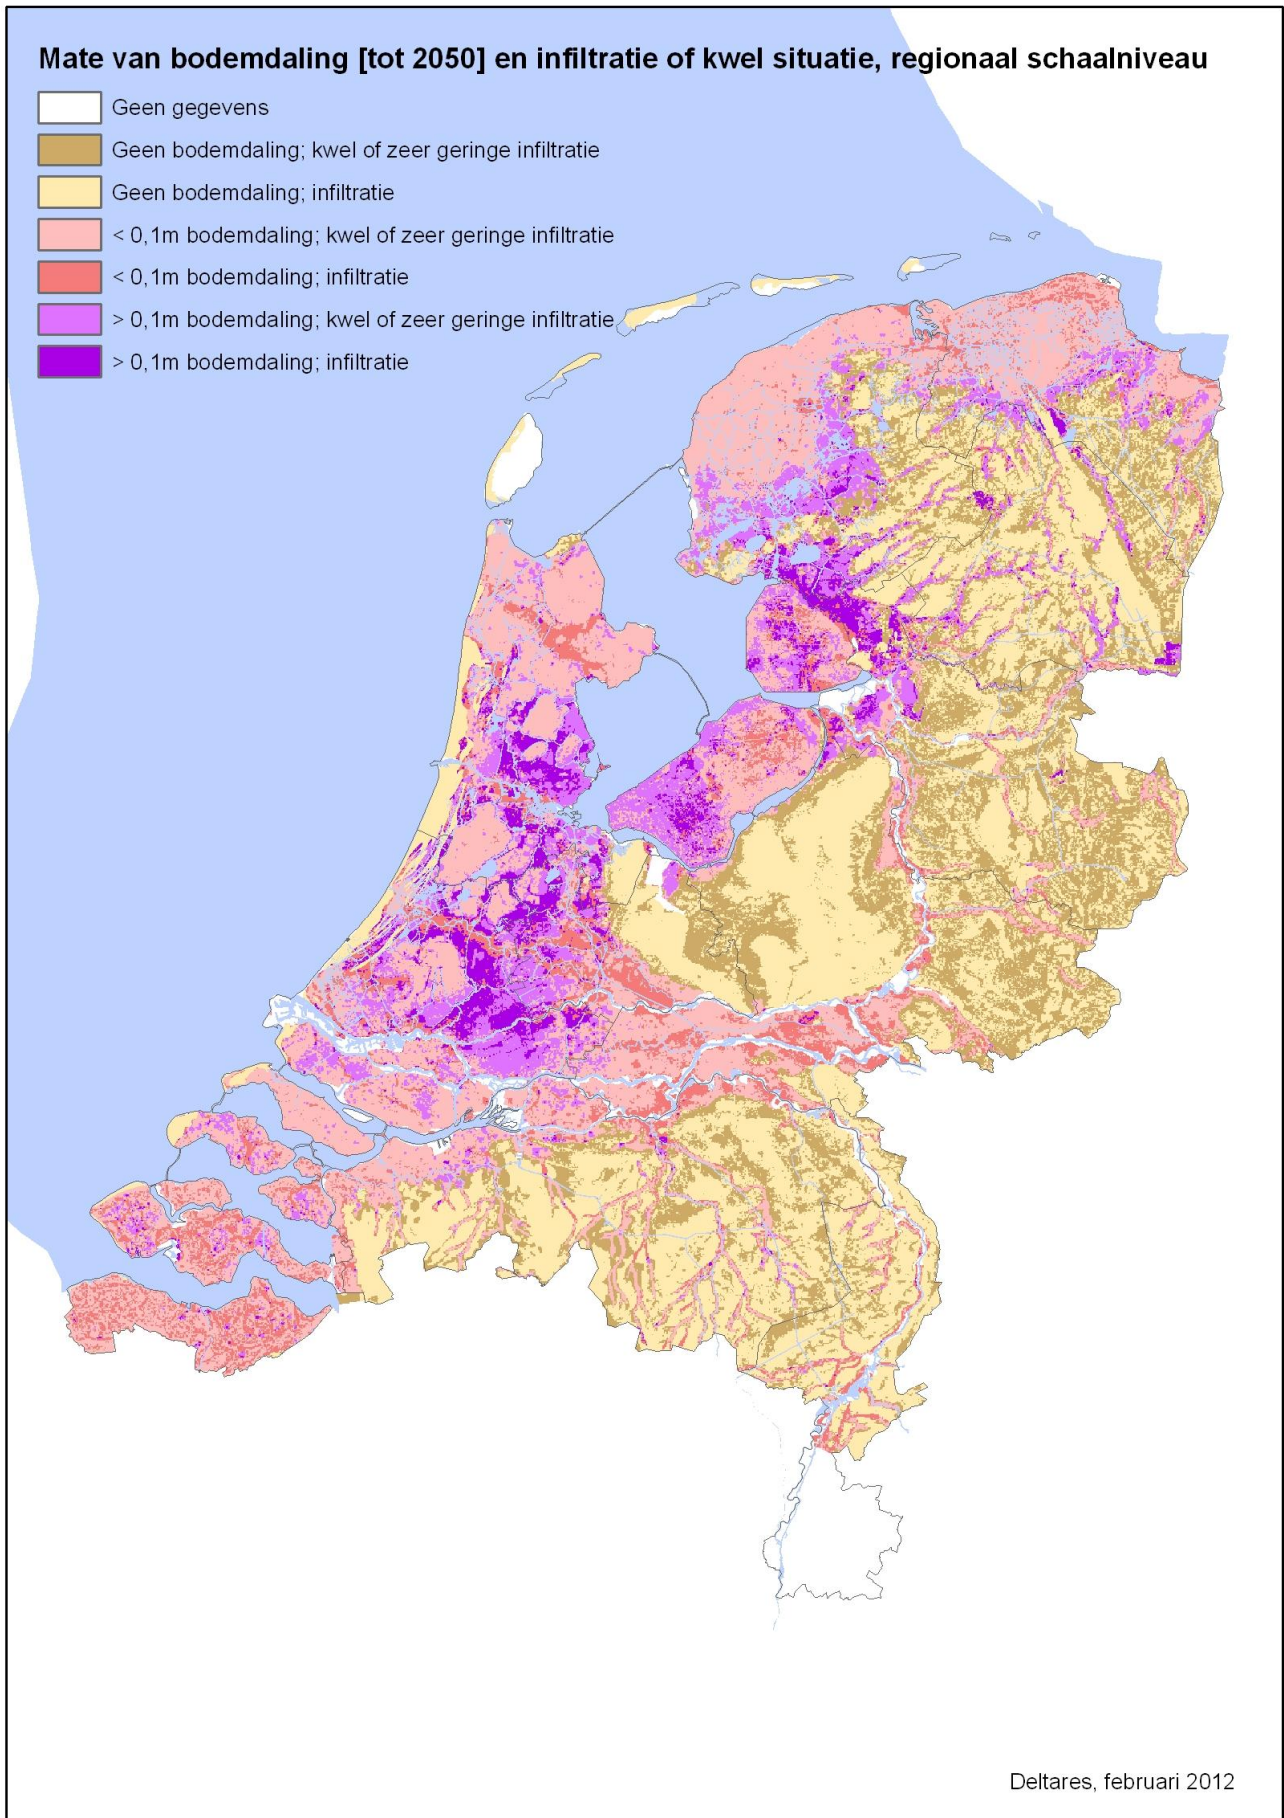 Mate van bodemdaling [tot 2050] en infiltratie of kwel situatie, regionaal schaalniveau
Geen gegevens
Geen bodemdaling; kwel of zeer geringe infiltratie
Geen bodemdaling; infiltratie
< 0,1m bodemdaling; kwel of zeer geringe infiltratie
< 0,1m bodemdaling; infiltratie
> 0,1m bodemdaling; kwel of zeer geringe infiltratie
> 0,1m bodemdaling; infiltratie
Deltares, februari 2012